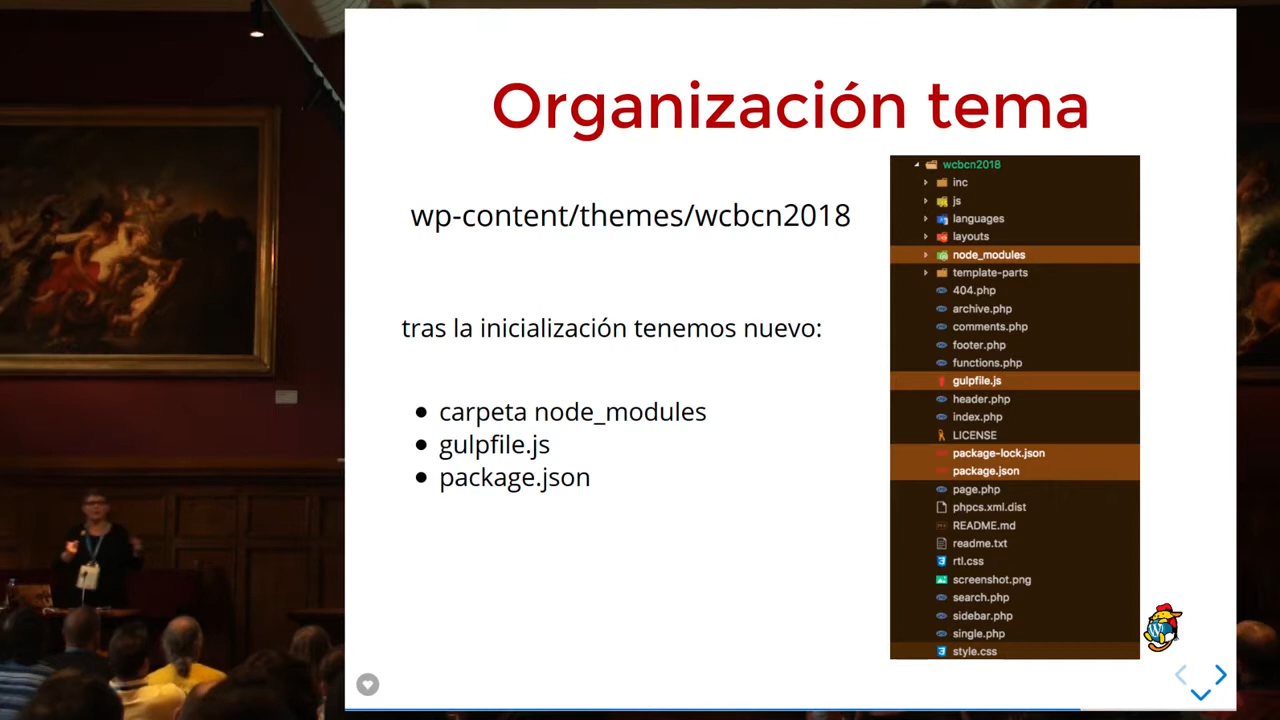 Organización tema
wp-content/themes/wcbcn2018
tras la inicialización tenemos nuevo:
carpeta node_modules
gulpfile.js
package.json
wcbcn2018
inc
js
languages
layouts
node_modules
template-parts
404.php
archive.php
comments.php
footer.php
functions.php
gulpfile.js
header.php
index.php
LICENSE
package-lock.json
package.json
page.php
phpcs.xml.dist
README.md
readme.txt
rtl.css
screenshot.png
search.php
sidebar.php
single.php
style.css